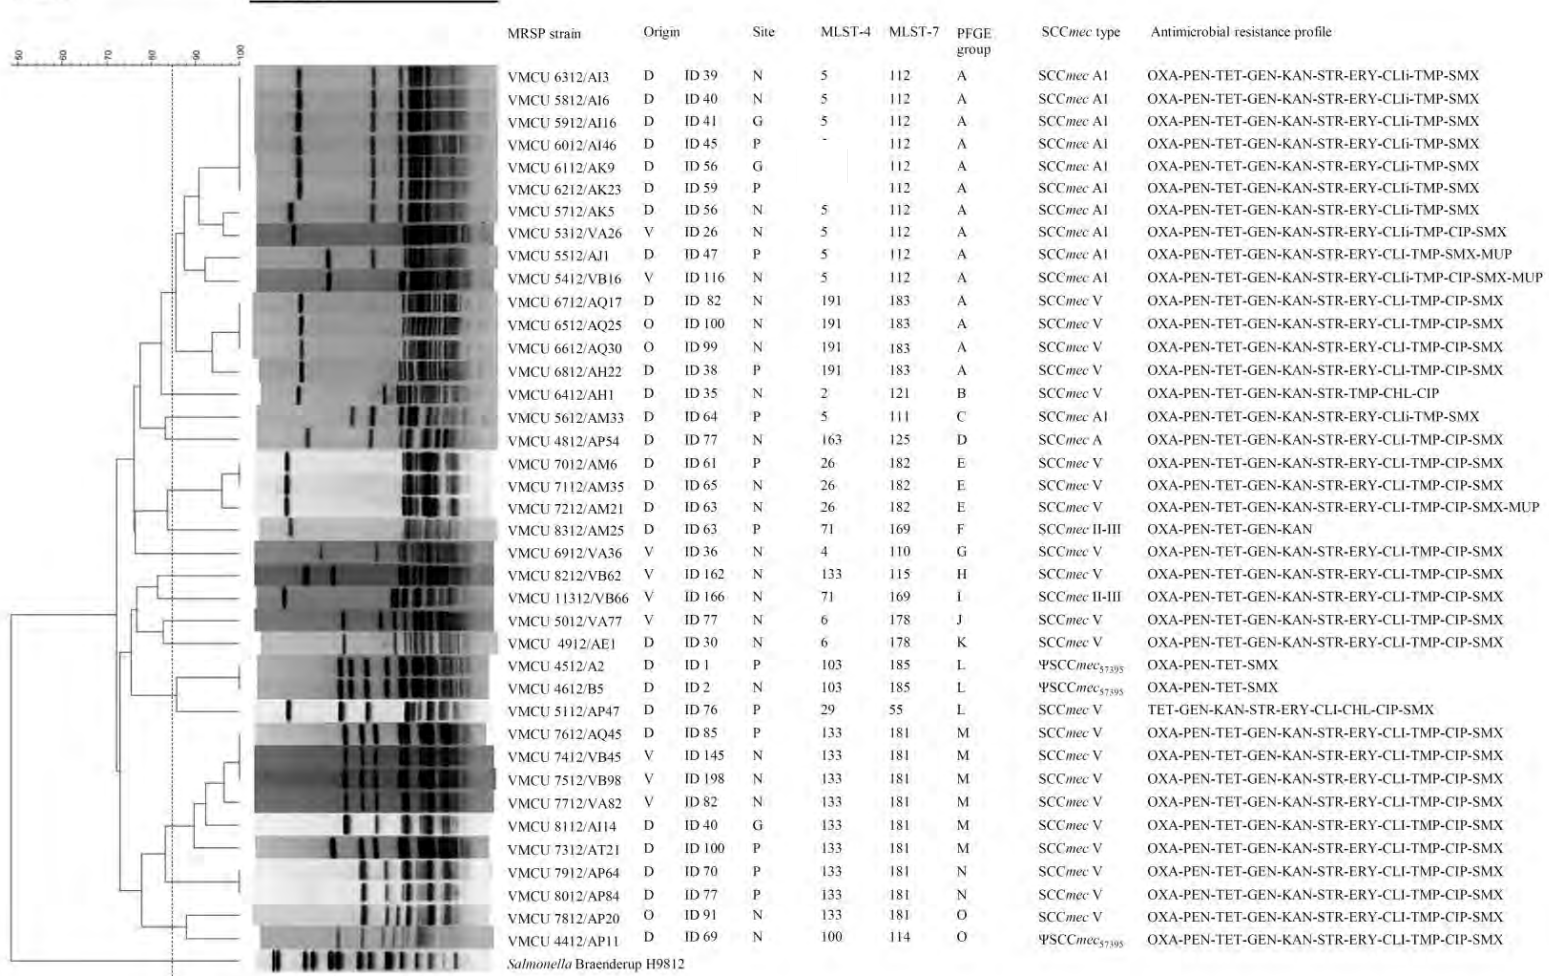 MRSP strain Origin Site MLST-4 MLST-7 PFGE group SCCmec type Antimicrobial resistance profile
50 60 70 80 90 100
VMCU 6312/AI3 D ID 39 N 5 112 A SCCmec AI OXA-PEN-TET-GEN-KAN-STR-ERY-CLIi-TMP-SMX
VMCU 5812/AI6 D ID 40 N 5 112 A SCCmec AI OXA-PEN-TET-GEN-KAN-STR-ERY-CLIi-TMP-SMX
VMCU 5912/AI16 D ID 41 G 5 112 A SCCmec AI OXA-PEN-TET-GEN-KAN-STR-ERY-CLIi-TMP-SMX
VMCU 6012/AI46 D ID 45 P - 112 A SCCmec AI OXA-PEN-TET-GEN-KAN-STR-ERY-CLIi-TMP-SMX
VMCU 6112/AK9 D ID 56 G 112 A SCCmec AI OXA-PEN-TET-GEN-KAN-STR-ERY-CLIi-TMP-SMX
VMCU 6212/AK23 D ID 59 P 112 A SCCmec AI OXA-PEN-TET-GEN-KAN-STR-ERY-CLIi-TMP-SMX
VMCU 5712/AK5 D ID 56 N 5 112 A SCCmec AI OXA-PEN-TET-GEN-KAN-STR-ERY-CLIi-TMP-SMX
VMCU 5312/VA26 V ID 26 N 5 112 A SCCmec AI OXA-PEN-TET-GEN-KAN-STR-ERY-CLIi-TMP-CIP-SMX
VMCU 5512/AJ1 D ID 47 P 5 112 A SCCmec AI OXA-PEN-TET-GEN-KAN-STR-ERY-CLI-TMP-SMX-MUP
VMCU 5412/VB16 V ID 116 N 5 112 A SCCmec AI OXA-PEN-TET-GEN-KAN-STR-ERY-CLIi-TMP-CIP-SMX-MUP
VMCU 6712/AQ17 D ID 82 N 191 183 A SCCmec V OXA-PEN-TET-GEN-KAN-STR-ERY-CLI-TMP-CIP-SMX
VMCU 6512/AQ25 O ID 100 N 191 183 A SCCmec V OXA-PEN-TET-GEN-KAN-STR-ERY-CLI-TMP-CIP-SMX
VMCU 6612/AQ30 O ID 99 N 191 183 A SCCmec V OXA-PEN-TET-GEN-KAN-STR-ERY-CLI-TMP-CIP-SMX
VMCU 6812/AH22 D ID 38 P 191 183 A SCCmec V OXA-PEN-TET-GEN-KAN-STR-ERY-CLI-TMP-CIP-SMX
VMCU 6412/AH1 D ID 35 N 2 121 B SCCmec V OXA-PEN-TET-GEN-KAN-STR-TMP-CHL-CIP
VMCU 5612/AM33 D ID 64 P 5 111 C SCCmec AI OXA-PEN-TET-GEN-KAN-STR-ERY-CLIi-TMP-SMX
VMCU 4812/AP54 D ID 77 N 163 125 D SCCmec A OXA-PEN-TET-GEN-KAN-STR-ERY-CLI-TMP-CIP-SMX
VMCU 7012/AM6 D ID 61 P 26 182 E SCCmec V OXA-PEN-TET-GEN-KAN-STR-ERY-CLI-TMP-CIP-SMX
VMCU 7112/AM35 D ID 65 N 26 182 E SCCmec V OXA-PEN-TET-GEN-KAN-STR-ERY-CLI-TMP-CIP-SMX
VMCU 7212/AM21 D ID 63 N 26 182 E SCCmec V OXA-PEN-TET-GEN-KAN-STR-ERY-CLI-TMP-CIP-SMX-MUP
VMCU 8312/AM25 D ID 63 P 71 169 F SCCmec II-III OXA-PEN-TET-GEN-KAN
VMCU 6912/VA36 V ID 36 N 4 110 G SCCmec V OXA-PEN-TET-GEN-KAN-STR-ERY-CLI-TMP-CIP-SMX
VMCU 8212/VB62 V ID 162 N 133 115 H SCCmec V OXA-PEN-TET-GEN-KAN-STR-ERY-CLI-TMP-CIP-SMX
VMCU 11312/VB66 V ID 166 N 71 169 I SCCmec II-III OXA-PEN-TET-GEN-KAN-STR-ERY-CLI-TMP-CIP-SMX
VMCU 5012/VA77 V ID 77 N 6 178 J SCCmec V OXA-PEN-TET-GEN-KAN-STR-ERY-CLI-TMP-CIP-SMX
VMCU 4912/AE1 D ID 30 N 6 178 K SCCmec V OXA-PEN-TET-GEN-KAN-STR-ERY-CLI-TMP-CIP-SMX
VMCU 4512/A2 D ID 1 P 103 185 L ΨSCCmec57395 OXA-PEN-TET-SMX
VMCU 4612/B5 D ID 2 N 103 185 L ΨSCCmec57395 OXA-PEN-TET-SMX
VMCU 5112/AP47 D ID 76 P 29 55 L SCCmec V TET-GEN-KAN-STR-ERY-CLI-CHL-CIP-SMX
VMCU 7612/AQ45 D ID 85 P 133 181 M SCCmec V OXA-PEN-TET-GEN-KAN-STR-ERY-CLI-TMP-CIP-SMX
VMCU 7412/VB45 V ID 145 N 133 181 M SCCmec V OXA-PEN-TET-GEN-KAN-STR-ERY-CLI-TMP-CIP-SMX
VMCU 7512/VB98 V ID 198 N 133 181 M SCCmec V OXA-PEN-TET-GEN-KAN-STR-ERY-CLI-TMP-CIP-SMX
VMCU 7712/VA82 V ID 82 N 133 181 M SCCmec V OXA-PEN-TET-GEN-KAN-STR-ERY-CLI-TMP-CIP-SMX
VMCU 8112/AI14 D ID 40 G 133 181 M SCCmec V OXA-PEN-TET-GEN-KAN-STR-ERY-CLI-TMP-CIP-SMX
VMCU 7312/AT21 D ID 100 P 133 181 M SCCmec V OXA-PEN-TET-GEN-KAN-STR-ERY-CLI-TMP-CIP-SMX
VMCU 7912/AP64 D ID 70 P 133 181 N SCCmec V OXA-PEN-TET-GEN-KAN-STR-ERY-CLI-TMP-CIP-SMX
VMCU 8012/AP84 D ID 77 P 133 181 N SCCmec V OXA-PEN-TET-GEN-KAN-STR-ERY-CLI-TMP-CIP-SMX
VMCU 7812/AP20 O ID 91 N 133 181 O SCCmec V OXA-PEN-TET-GEN-KAN-STR-ERY-CLI-TMP-CIP-SMX
VMCU 4412/AP11 D ID 69 N 100 114 O ΨSCCmec57395 OXA-PEN-TET-GEN-KAN-STR-ERY-CLI-TMP-CIP-SMX
Salmonella Braenderup H9812